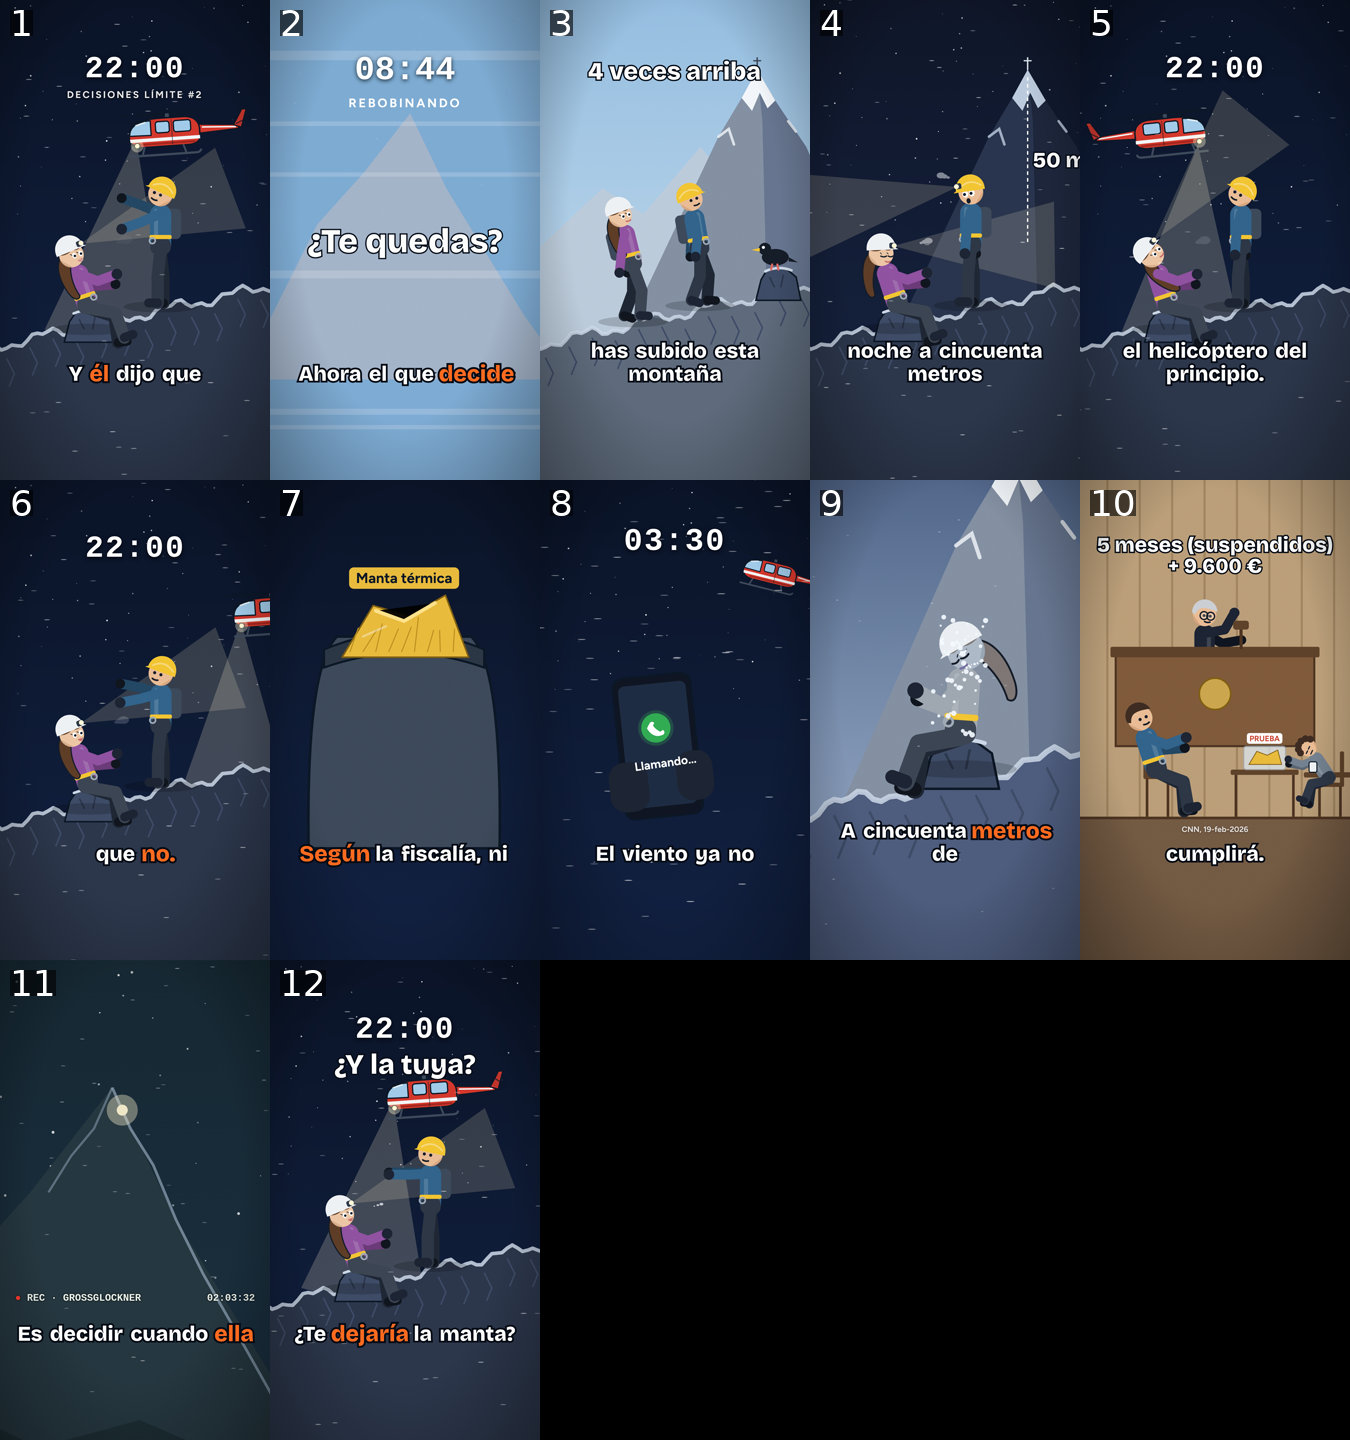 1
22:00
DECISIONES LÍMITE #2
Y él dijo que
2
08:44
REBOBINANDO
¿Te quedas?
Ahora el que decide
3
4 veces arriba
has subido esta
montaña
4
50 m
noche a cincuenta
metros
5
22:00
el helicóptero del
principio.
6
22:00
que no.
7
Manta térmica
Según la fiscalía, ni
8
03:30
Llamando...
El viento ya no
9
A cincuenta metros
de
10
5 meses (suspendidos)
+ 9.600 €
PRUEBA
CNN, 19-feb-2026
cumplirá.
11
REC · GROSSGLOCKNER 02:03:32
Es decidir cuando ella
12
22:00
¿Y la tuya?
¿Te dejaría la manta?